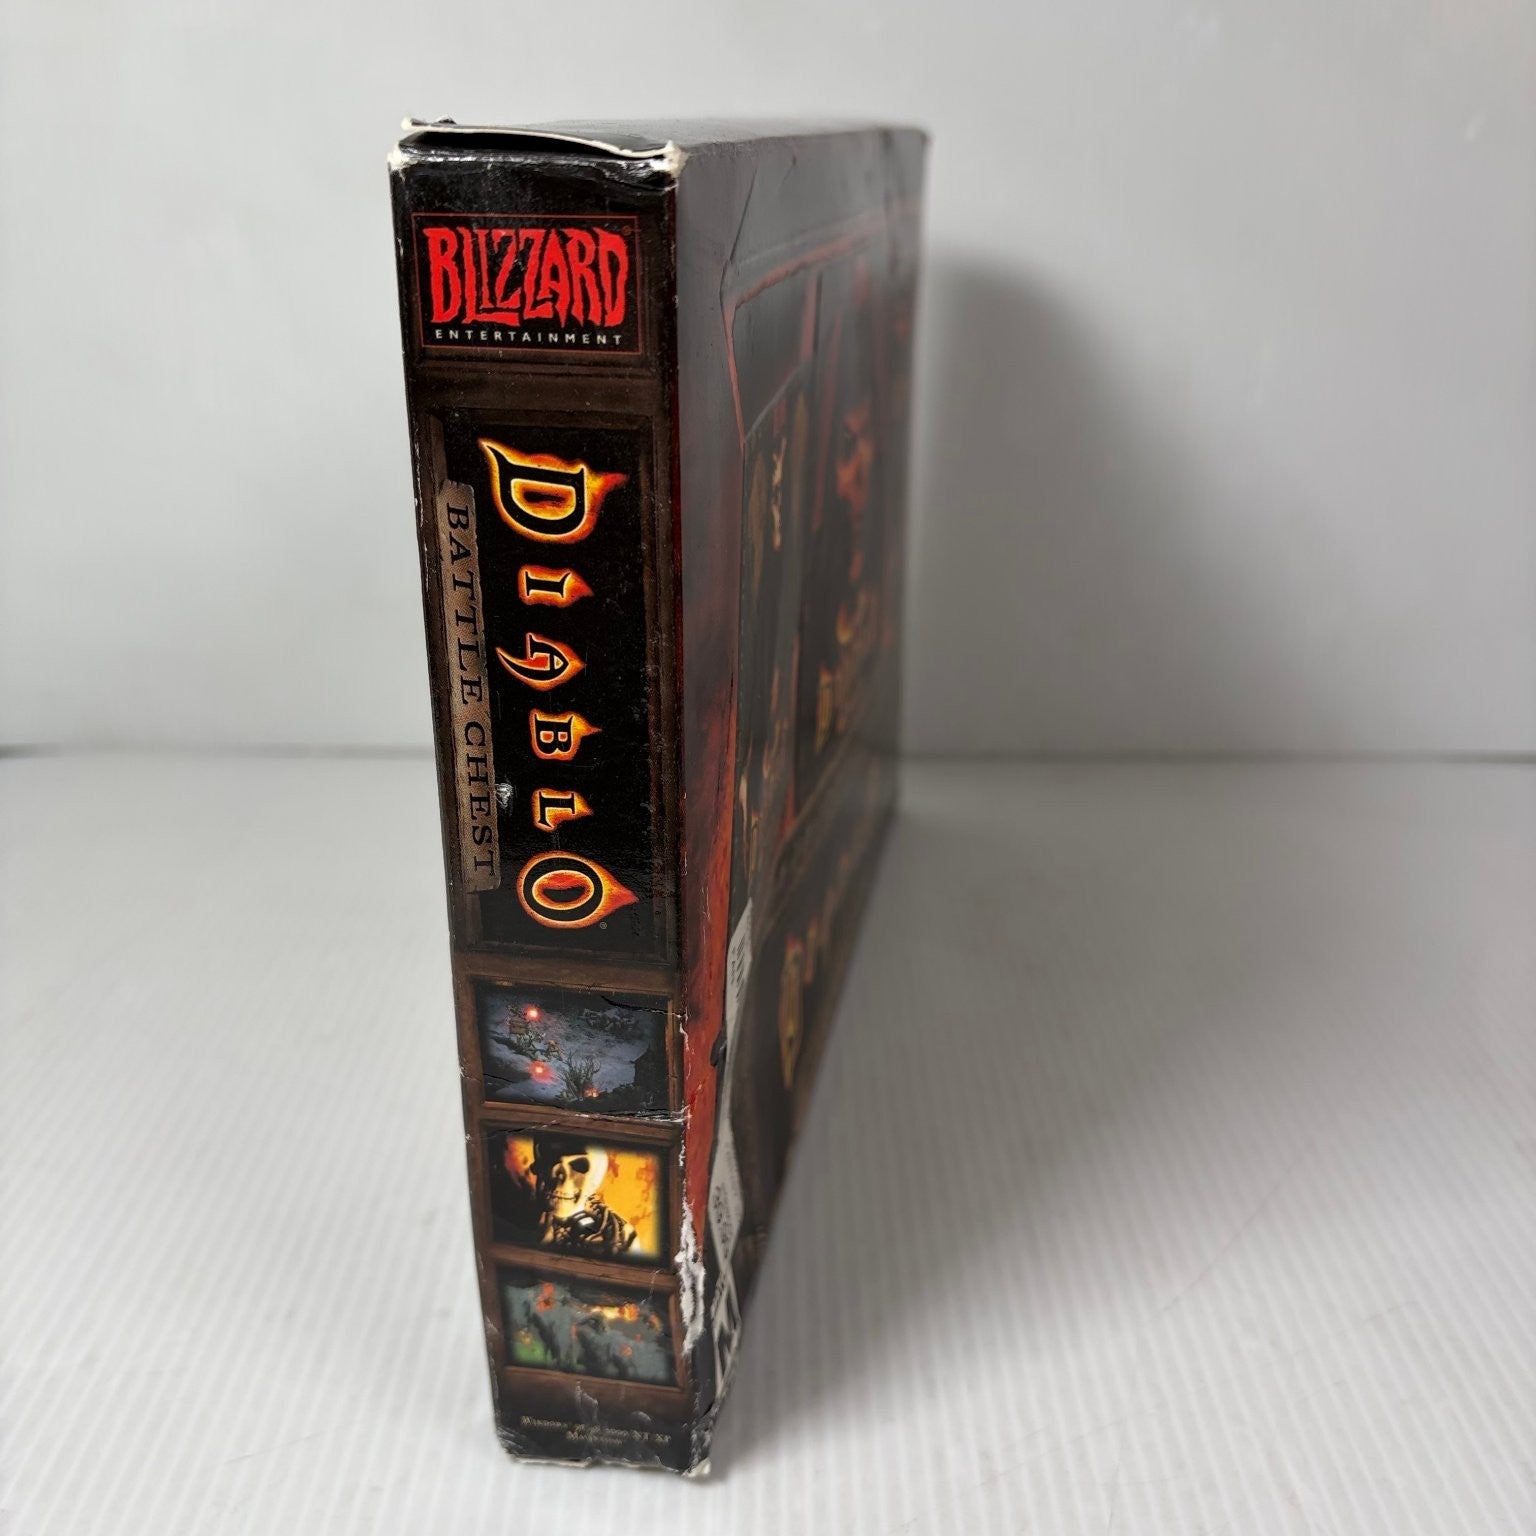 BLIZZARD
ENTERTAINMENT
DIABLO
BATTLE CHEST